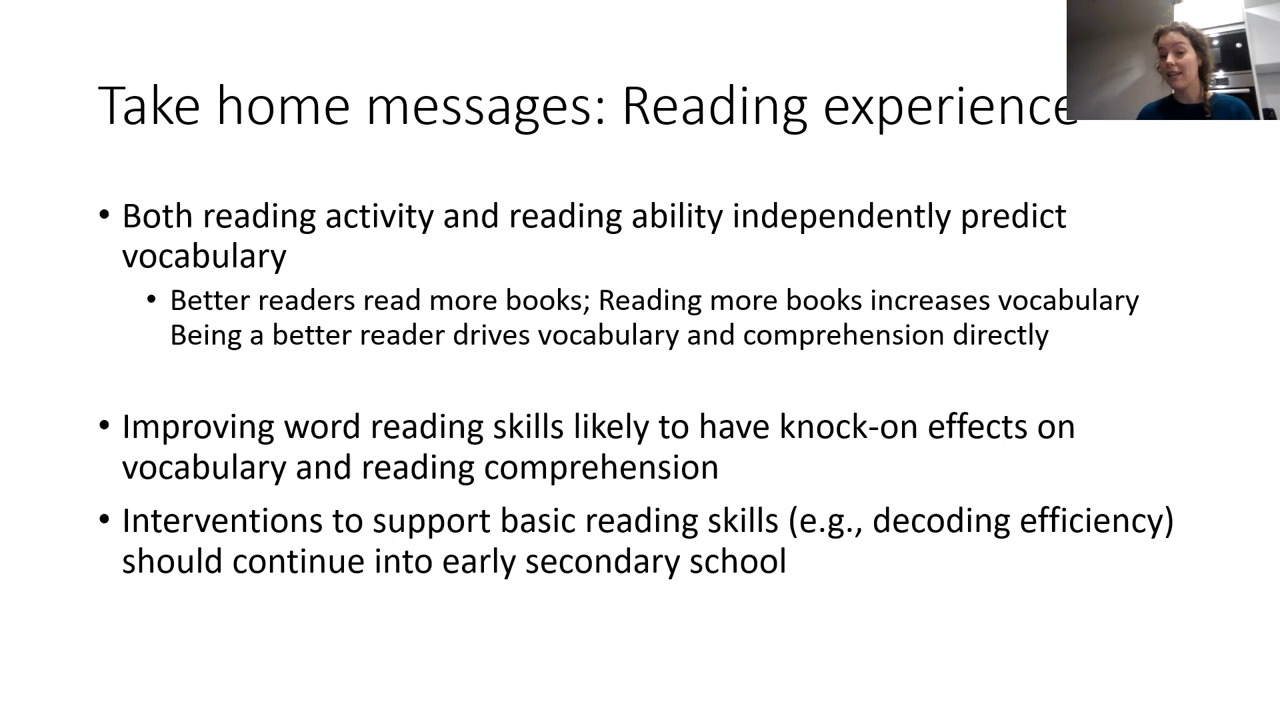 Take home messages: Reading experience
• Both reading activity and reading ability independently predict
vocabulary
• Better readers read more books; Reading more books increases vocabulary
Being a better reader drives vocabulary and comprehension directly
• Improving word reading skills likely to have knock-on effects on
vocabulary and reading comprehension
• Interventions to support basic reading skills (e.g., decoding efficiency)
should continue into early secondary school